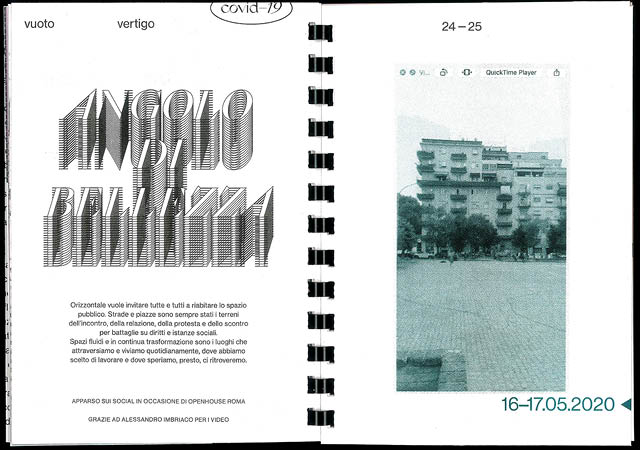 covid-19
vuoto
vertigo
ANGOLO
DI
BELLEZZA
Orizzontale vuole invitare tutte e tutti a riabitare lo spazio
pubblico. Strade e piazze sono sempre stati i terreni
dell'incontro, della relazione, della protesta e dello scontro
per battaglie su diritti e istanze sociali.
Spazi fluidi e in continua trasformazione sono i luoghi che
attraversiamo e viviamo quotidianamente, dove abbiamo
scelto di lavorare e dove speriamo, presto, ci ritroveremo.
APPARSO SUI SOCIAL IN OCCASIONE DI OPENHOUSE ROMA
GRAZIE AD ALESSANDRO IMBRIACO PER I VIDEO
24—25
Vi... QuickTime Player
16–17.05.2020